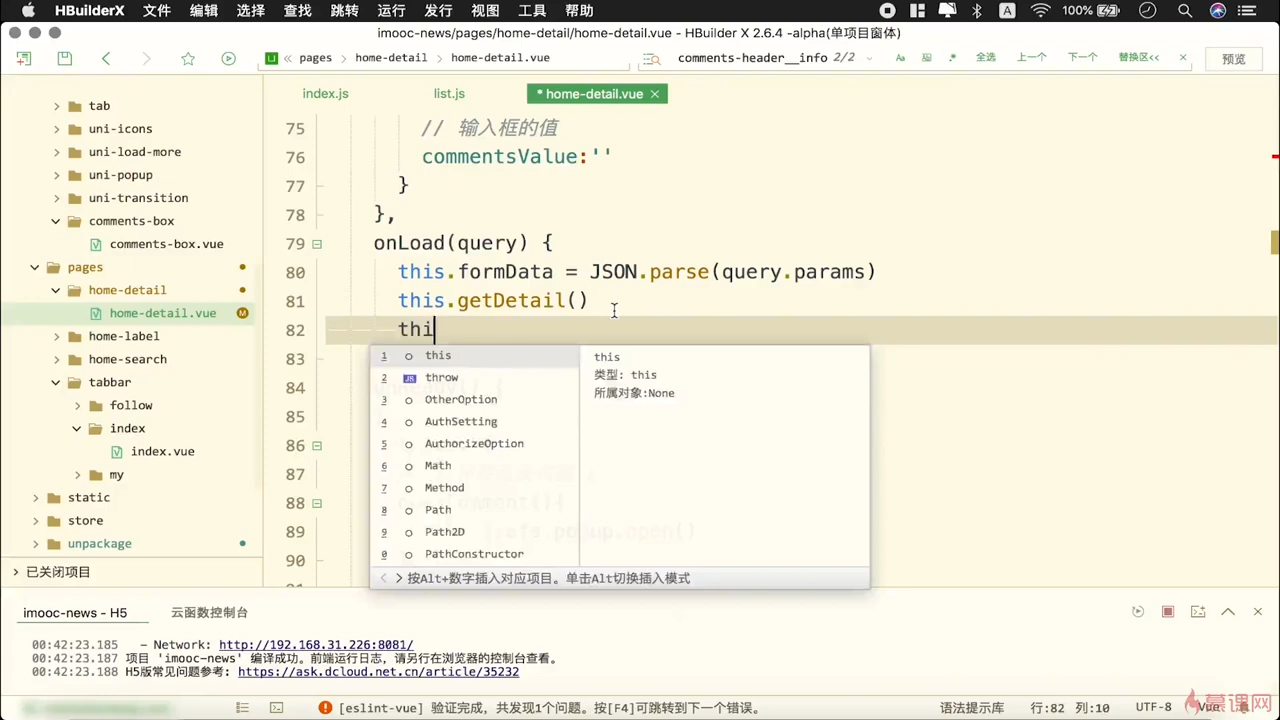 HBuilderX 文件 编辑 选择 查找 跳转 运行 发行 视图 工具 帮助 A 100%
imooc-news/pages/home-detail/home-detail.vue - HBuilder X 2.6.4 -alpha(单项目窗体)
« pages › home-detail › home-detail.vue comments-header__info 2/2 Aa .* 全选 上一个 下一个 替换区<< × 预览
index.js list.js * home-detail.vue ×
tab
uni-icons
uni-load-more
uni-popup
uni-transition
comments-box
comments-box.vue
pages
home-detail
home-detail.vue M
home-label
home-search
tabbar
follow
index
index.vue
my
static
store
unpackage
已关闭项目
75 // 输入框的值
76 commentsValue:''
77 }
78 },
79 onLoad(query) {
80 this.formData = JSON.parse(query.params)
81 this.getDetail()
82 thi
83
84
85
86
87
88
89
90
1 this
2 JS throw
3 OtherOption
4 AuthSetting
5 AuthorizeOption
6 Math
7 Method
8 Path
9 Path2D
0 PathConstructor
this
类型: this
所属对象:None
按Alt+数字插入对应项目。单击Alt切换插入模式
imooc-news - H5 云函数控制台
00:42:23.185 - Network: http://192.168.31.226:8081/
00:42:23.187 项目 'imooc-news' 编译成功。前端运行日志，请另行在浏览器的控制台查看。
00:42:23.188 H5版常见问题参考: https://ask.dcloud.net.cn/article/35232
[eslint-vue] 验证完成，共发现1个问题。按[F4]可跳转到下一个错误。 语法提示库 行:82 列:10 UTF-8 Vue
慕课网